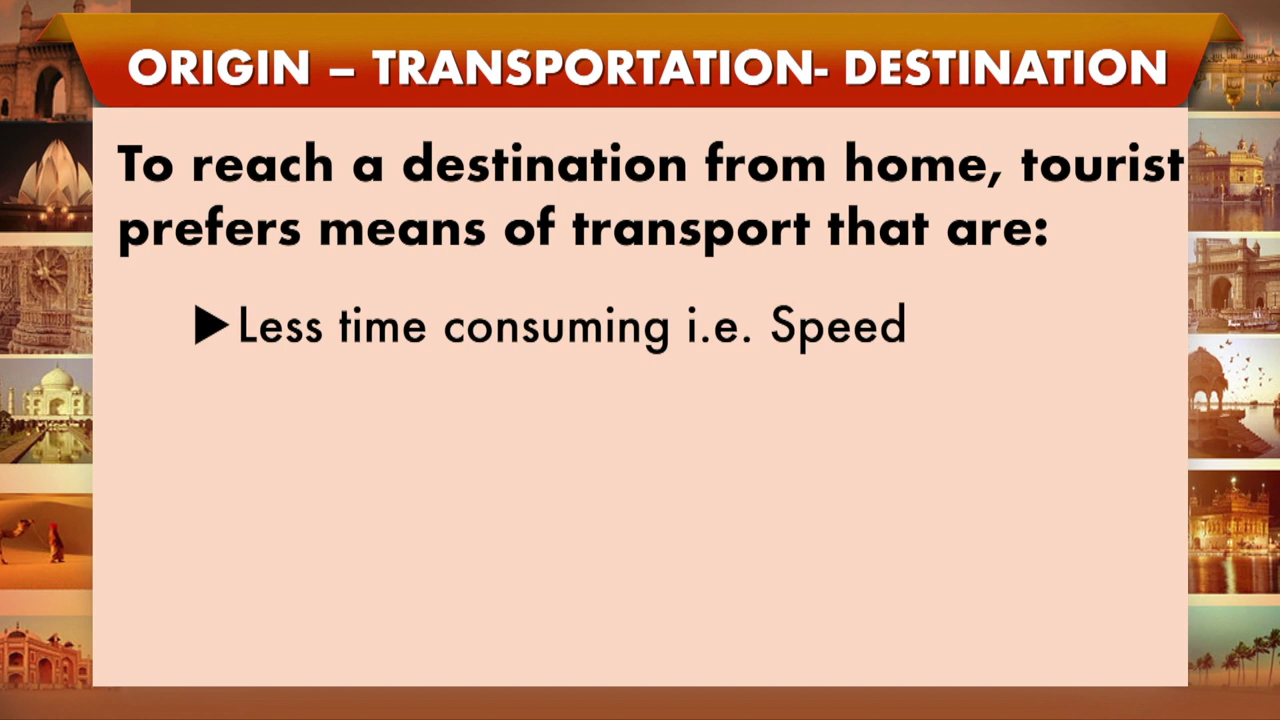 ORIGIN – TRANSPORTATION- DESTINATION
To reach a destination from home, tourist
prefers means of transport that are:
▶Less time consuming i.e. Speed